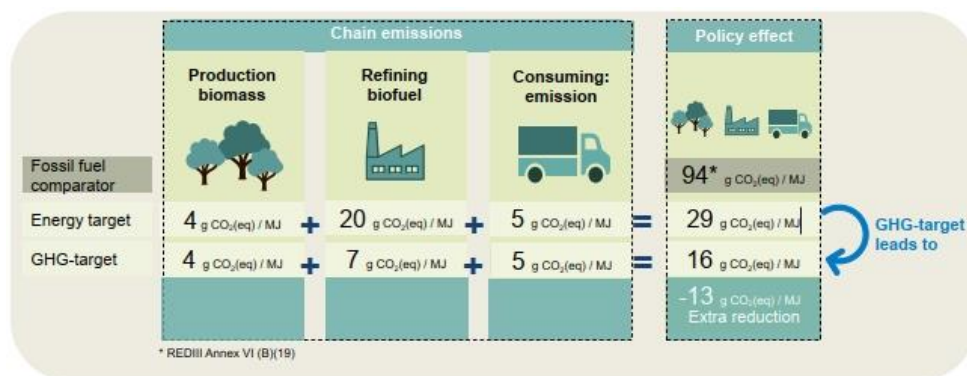 Chain emissions
Policy effect
Production
biomass
Refining
biofuel
Consuming:
emission
Fossil fuel
comparator
94* g CO₂(eq) / MJ
Energy target
4 g CO₂(eq) / MJ + 20 g CO₂(eq) / MJ + 5 g CO₂(eq) / MJ = 29 g CO₂(eq) / MJ
GHG-target
4 g CO₂(eq) / MJ + 7 g CO₂(eq) / MJ + 5 g CO₂(eq) / MJ = 16 g CO₂(eq) / MJ
GHG-target
leads to
-13 g CO₂(eq) / MJ
Extra reduction
* REDIII Annex VI (B)(19)